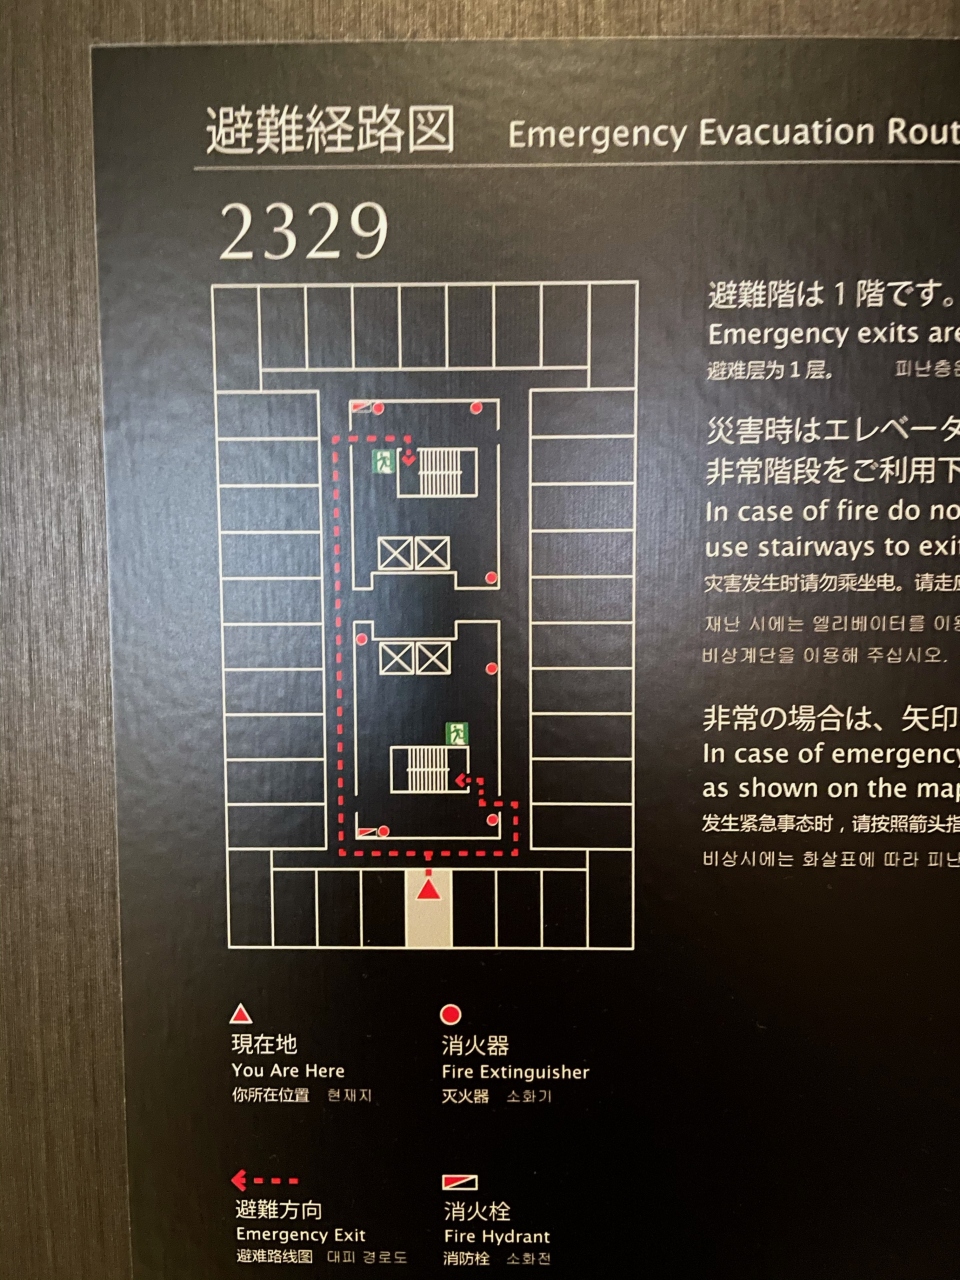 避難経路図 Emergency Evacuation Rout
2329
避難階は1階です。
Emergency exits are
避难层为1层。 피난층은
災害時はエレベータ
非常階段をご利用下
In case of fire do no
use stairways to exi
灾害发生时请勿乘坐电。请走应
재난 시에는 엘리베이터를 이용
비상계단을 이용해 주십시오.
非常の場合は、矢印
In case of emergency
as shown on the map
发生紧急事态时，请按照箭头指
비상시에는 화살표에 따라 피난
現在地
You Are Here
你所在位置 현재지
消火器
Fire Extinguisher
灭火器 소화기
避難方向
Emergency Exit
避难路线图 대피 경로도
消火栓
Fire Hydrant
消防栓 소화전